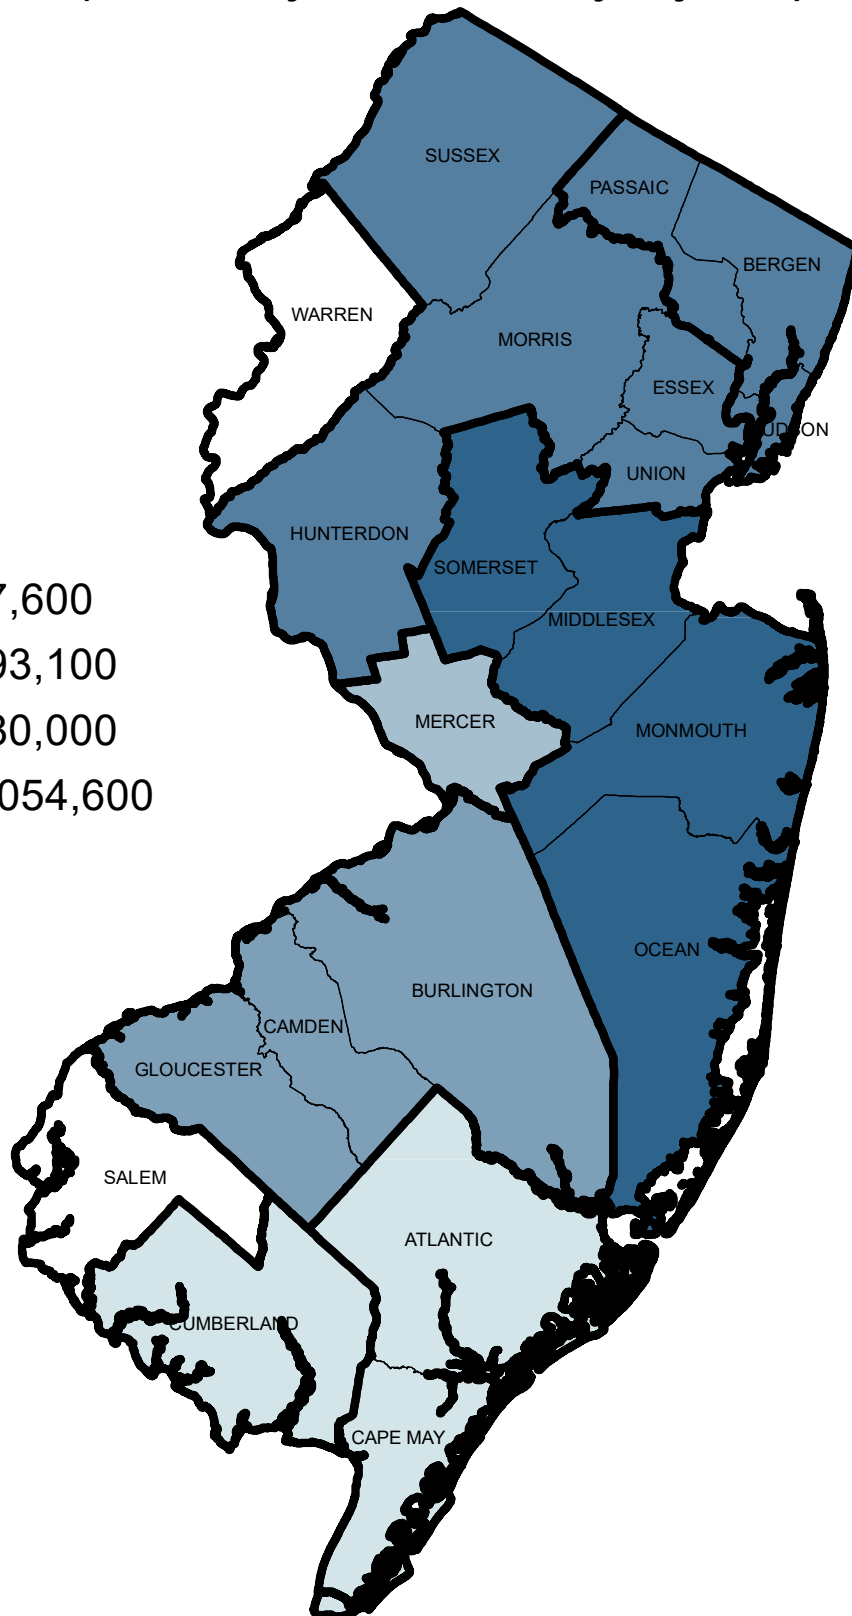 SUSSEX
PASSAIC
BERGEN
WARREN
MORRIS
ESSEX
UDSON
UNION
HUNTERDON
SOMERSET
7,600
MIDDLESEX
93,100
MERCER
30,000
MONMOUTH
054,600
OCEAN
BURLINGTON
CAMDEN
GLOUCESTER
SALEM
ATLANTIC
CUMBERLAND
CAPE MAY